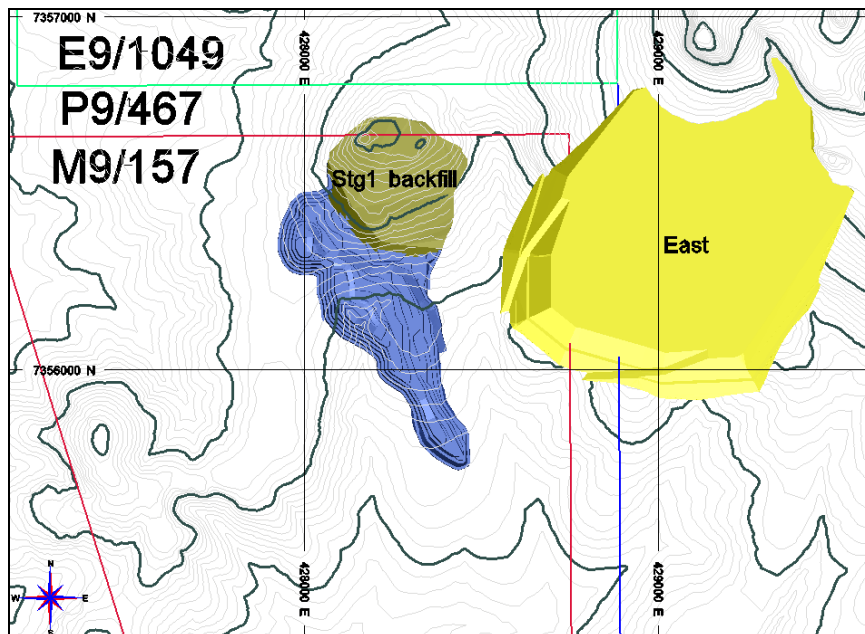 7357000 N
428000 E
429000 E
E9/1049
P9/467
M9/157
Stg1 backfill
East
7356000 N
428000 E
429000 E
N
W E
S